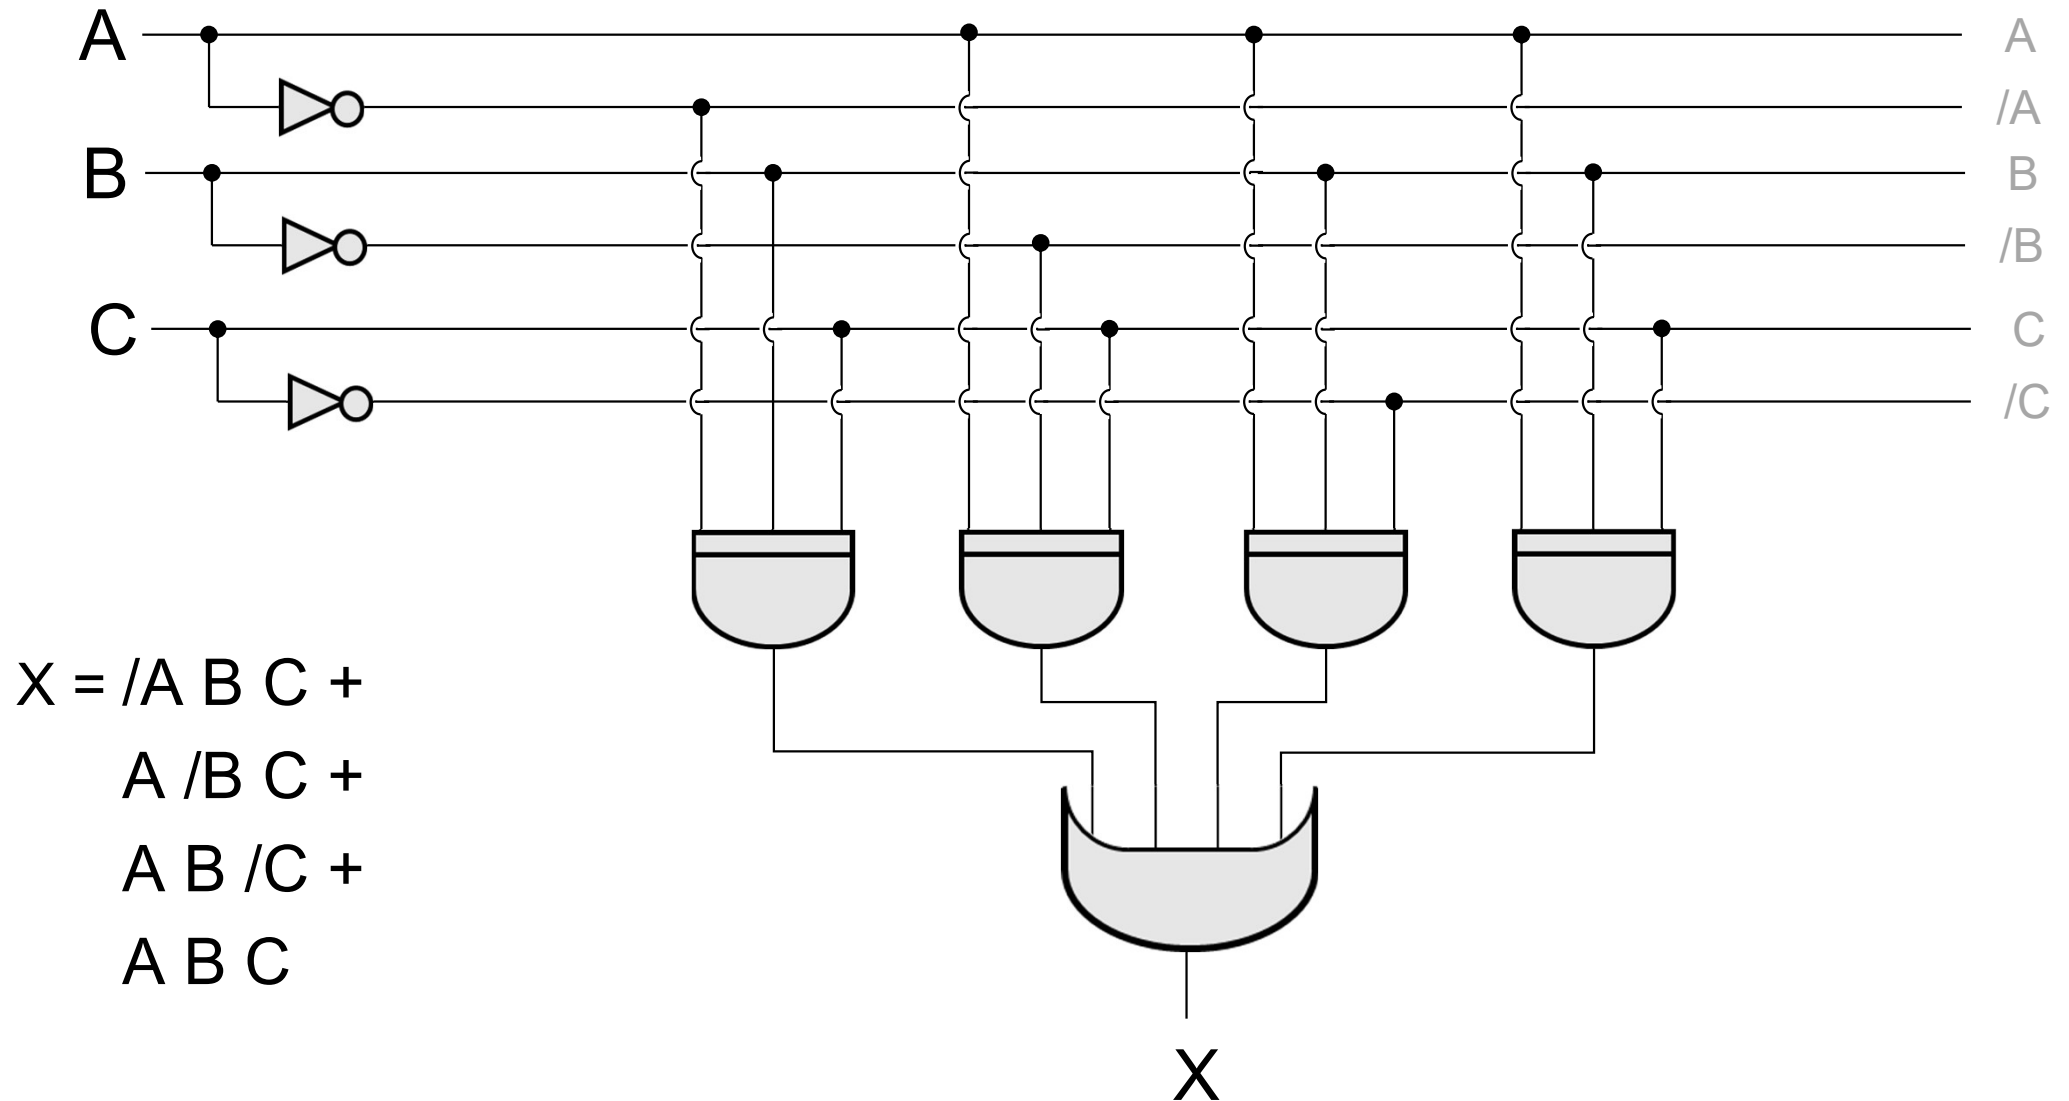 A A
/A
B B
/B
C C
/C
X = /A B C +
A /B C +
A B /C +
A B C
X